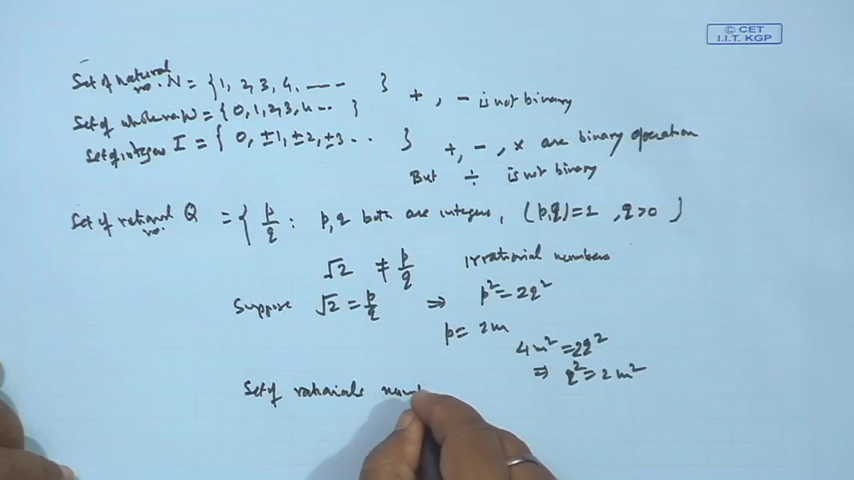 © CET
I.I.T. KGP
Set of natural no. N = {1, 2, 3, 4, ------ }
+, - is not binary
Set of whole no. W = {0, 1, 2, 3, 4 -- }
Set of integers I = {0, ±1, ±2, ±3 .. }
+, -, × are binary operation
But ÷ is not binary
Set of rational no. Q = { p/q : p, q both are integers, (p,q)=1, q>0 }
√2 ≠ p/q Irrational numbers
Suppose √2 = p/q ⇒ p² = 2q²
p = 2m
4m² = 2q²
⇒ q² = 2m²
Set of rationals num